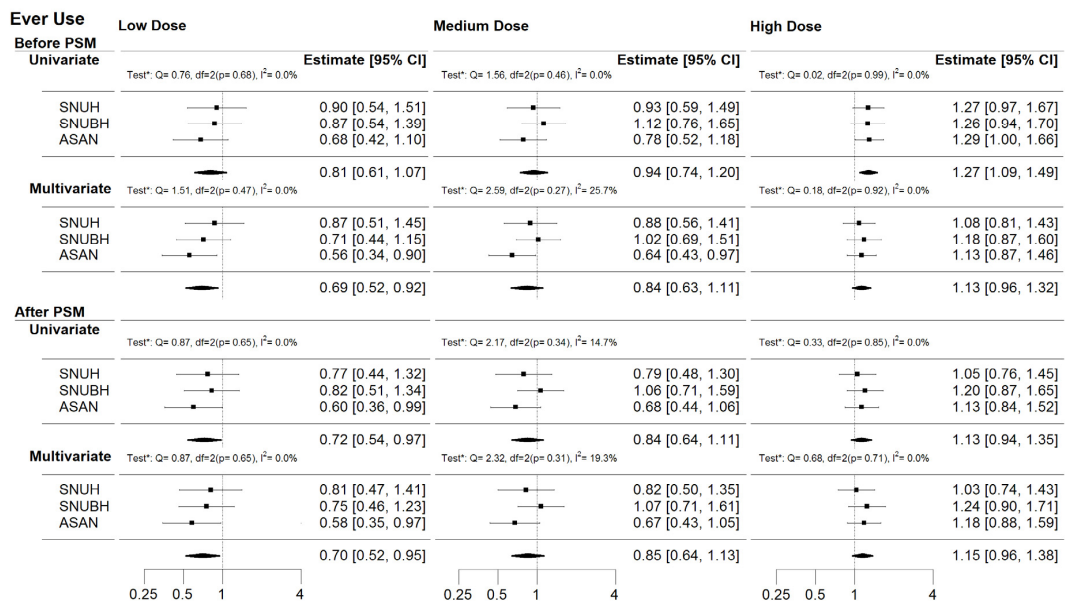 Ever Use
Low Dose Medium Dose High Dose
Before PSM
Univariate Estimate [95% CI] Estimate [95% CI] Estimate [95% CI]
Test*: Q= 0.76, df=2(p= 0.68), I²= 0.0% Test*: Q= 1.56, df=2(p= 0.46), I²= 0.0% Test*: Q= 0.02, df=2(p= 0.99), I²= 0.0%
SNUH 0.90 [0.54, 1.51] 0.93 [0.59, 1.49] 1.27 [0.97, 1.67]
SNUBH 0.87 [0.54, 1.39] 1.12 [0.76, 1.65] 1.26 [0.94, 1.70]
ASAN 0.68 [0.42, 1.10] 0.78 [0.52, 1.18] 1.29 [1.00, 1.66]
0.81 [0.61, 1.07] 0.94 [0.74, 1.20] 1.27 [1.09, 1.49]
Multivariate Test*: Q= 1.51, df=2(p= 0.47), I²= 0.0% Test*: Q= 2.59, df=2(p= 0.27), I²= 25.7% Test*: Q= 0.18, df=2(p= 0.92), I²= 0.0%
SNUH 0.87 [0.51, 1.45] 0.88 [0.56, 1.41] 1.08 [0.81, 1.43]
SNUBH 0.71 [0.44, 1.15] 1.02 [0.69, 1.51] 1.18 [0.87, 1.60]
ASAN 0.56 [0.34, 0.90] 0.64 [0.43, 0.97] 1.13 [0.87, 1.46]
0.69 [0.52, 0.92] 0.84 [0.63, 1.11] 1.13 [0.96, 1.32]
After PSM
Univariate
Test*: Q= 0.87, df=2(p= 0.65), I²= 0.0% Test*: Q= 2.17, df=2(p= 0.34), I²= 14.7% Test*: Q= 0.33, df=2(p= 0.85), I²= 0.0%
SNUH 0.77 [0.44, 1.32] 0.79 [0.48, 1.30] 1.05 [0.76, 1.45]
SNUBH 0.82 [0.51, 1.34] 1.06 [0.71, 1.59] 1.20 [0.87, 1.65]
ASAN 0.60 [0.36, 0.99] 0.68 [0.44, 1.06] 1.13 [0.84, 1.52]
0.72 [0.54, 0.97] 0.84 [0.64, 1.11] 1.13 [0.94, 1.35]
Multivariate Test*: Q= 0.87, df=2(p= 0.65), I²= 0.0% Test*: Q= 2.32, df=2(p= 0.31), I²= 19.3% Test*: Q= 0.68, df=2(p= 0.71), I²= 0.0%
SNUH 0.81 [0.47, 1.41] 0.82 [0.50, 1.35] 1.03 [0.74, 1.43]
SNUBH 0.75 [0.46, 1.23] 1.07 [0.71, 1.61] 1.24 [0.90, 1.71]
ASAN 0.58 [0.35, 0.97] 0.67 [0.43, 1.05] 1.18 [0.88, 1.59]
0.70 [0.52, 0.95] 0.85 [0.64, 1.13] 1.15 [0.96, 1.38]
0.25 0.5 1 4 0.25 0.5 1 4 0.25 0.5 1 4